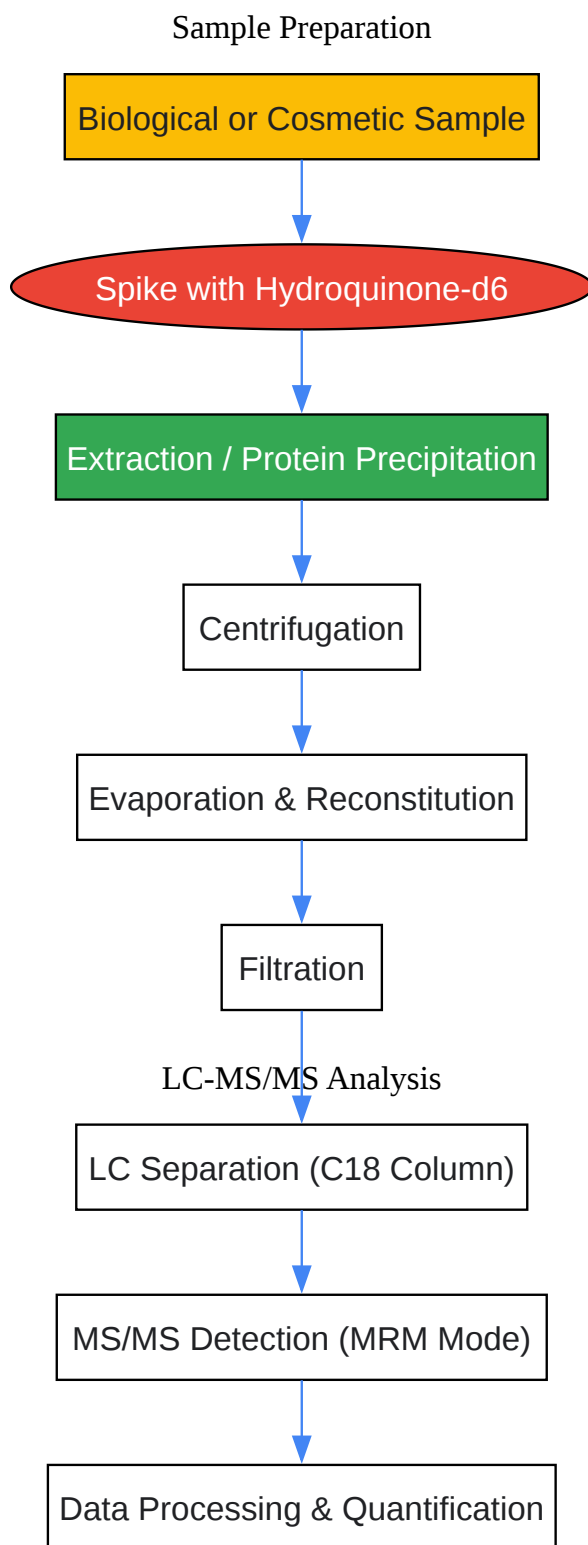 Sample Preparation
Biological or Cosmetic Sample
Spike with Hydroquinone-d6
Extraction / Protein Precipitation
Centrifugation
Evaporation & Reconstitution
Filtration
LC-MS/MS Analysis
LC Separation (C18 Column)
MS/MS Detection (MRM Mode)
Data Processing & Quantification